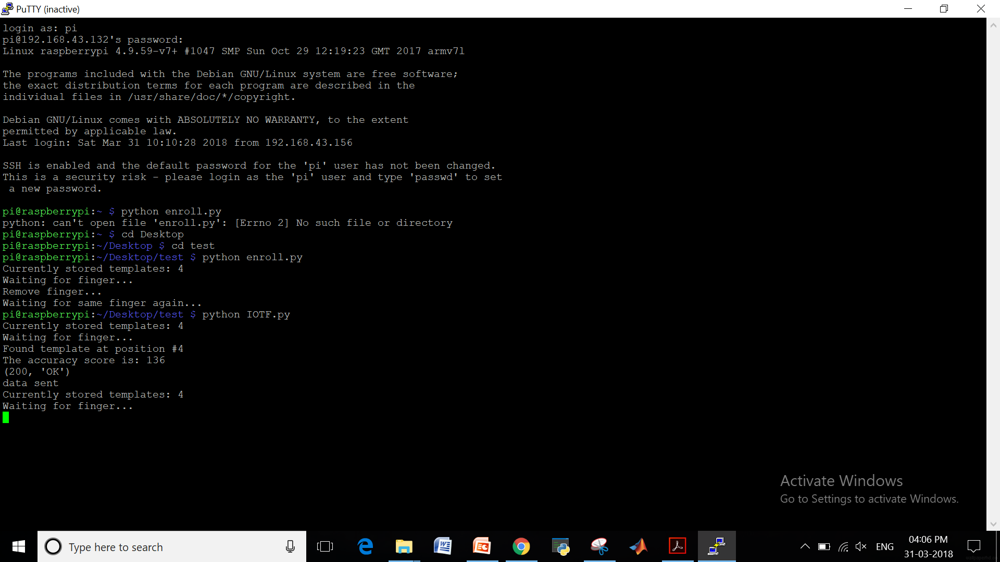 PuTTY (inactive)
login as: pi
pi@192.168.43.132's password:
Linux raspberrypi 4.9.59-v7+ #1047 SMP Sun Oct 29 12:19:23 GMT 2017 armv7l
The programs included with the Debian GNU/Linux system are free software;
the exact distribution terms for each program are described in the
individual files in /usr/share/doc/*/copyright.
Debian GNU/Linux comes with ABSOLUTELY NO WARRANTY, to the extent
permitted by applicable law.
Last login: Sat Mar 31 10:10:28 2018 from 192.168.43.156
SSH is enabled and the default password for the 'pi' user has not been changed.
This is a security risk - please login as the 'pi' user and type 'passwd' to set
 a new password.
pi@raspberrypi:~ $ python enroll.py
python: can't open file 'enroll.py': [Errno 2] No such file or directory
pi@raspberrypi:~ $ cd Desktop
pi@raspberrypi:~/Desktop $ cd test
pi@raspberrypi:~/Desktop/test $ python enroll.py
Currently stored templates: 4
Waiting for finger...
Remove finger...
Waiting for same finger again...
pi@raspberrypi:~/Desktop/test $ python IOTF.py
Currently stored templates: 4
Waiting for finger...
Found template at position #4
The accuracy score is: 136
(200, 'OK')
data sent
Currently stored templates: 4
Waiting for finger...
Activate Windows
Go to Settings to activate Windows.
Type here to search
ENG
04:06 PM
31-03-2018